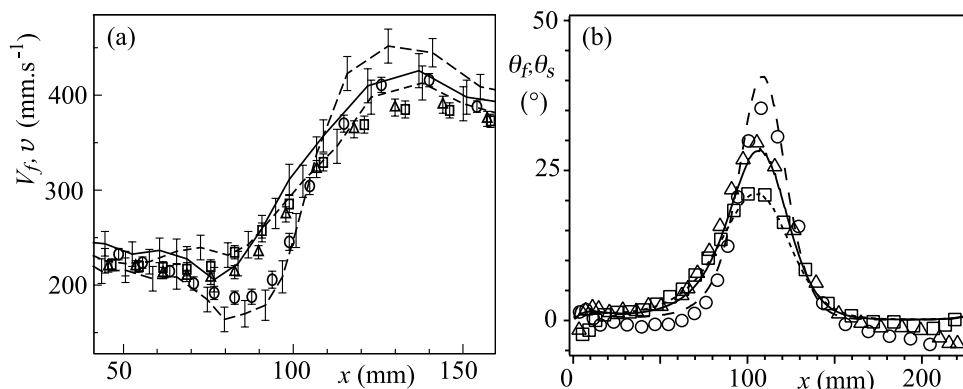 (a)
400
300
200
V_f, υ (mm.s⁻¹)
50
100
150
x (mm)
(b)
50
θ_f,θ_s
(°)
25
0
0
100
200
x (mm)